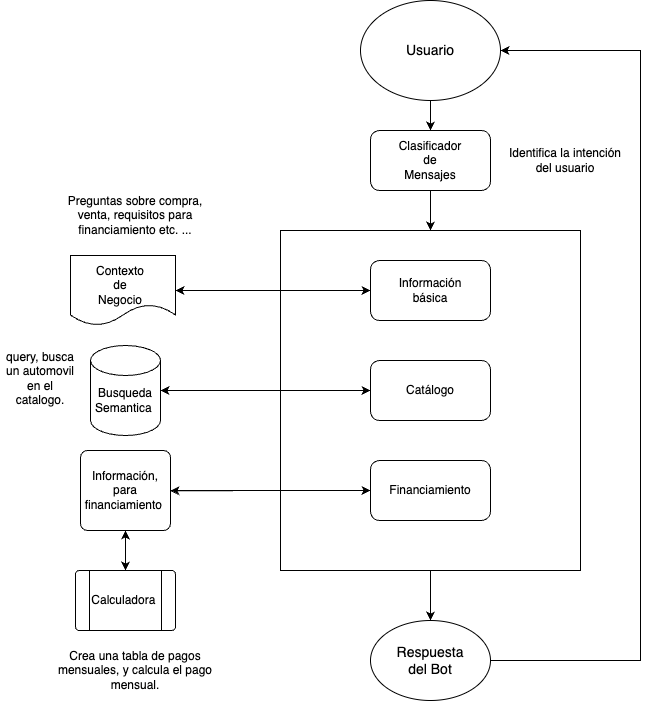 Usuario
Clasificador
de
Mensajes
Identifica la intención
del usuario
Preguntas sobre compra,
venta, requisitos para
financiamiento etc. ...
Contexto
de
Negocio
Información
básica
query, busca
un automovil
en el
catalogo.
Busqueda
Semantica
Catálogo
Información,
para
financiamiento
Financiamiento
Calculadora
Crea una tabla de pagos
mensuales, y calcula el pago
mensual.
Respuesta
del Bot